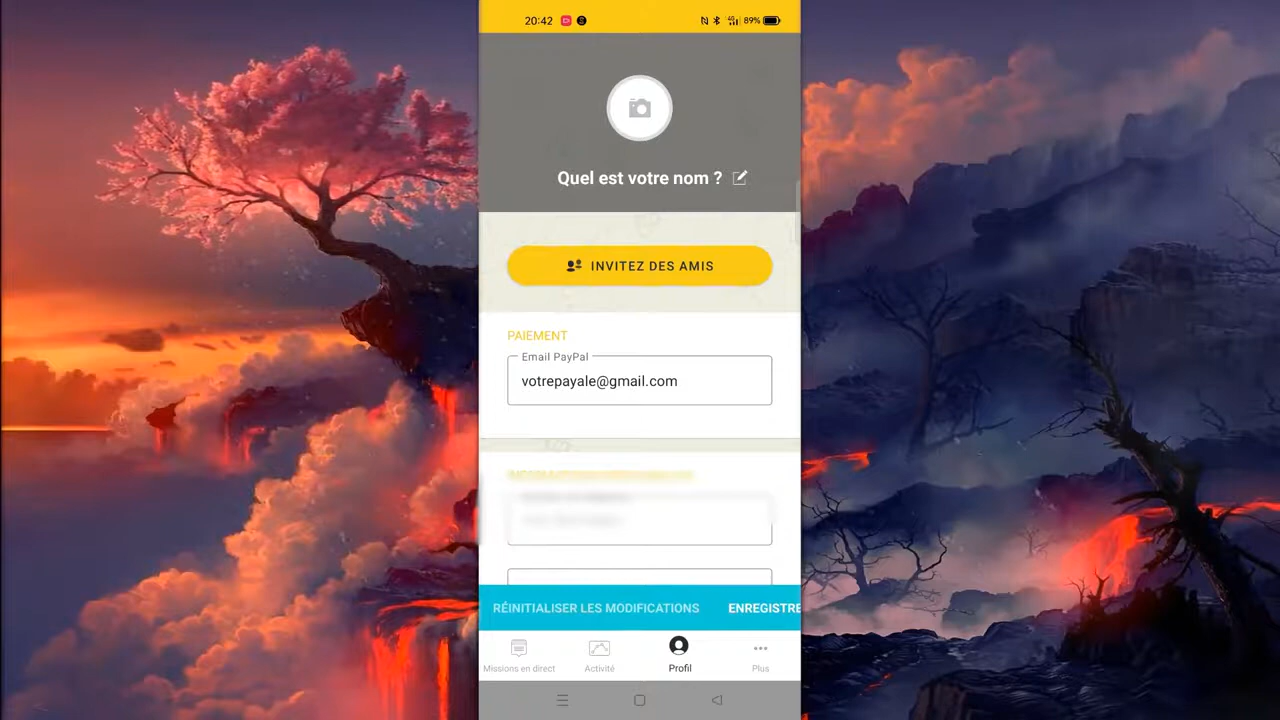 20:42
4G 89%
Quel est votre nom ?
INVITEZ DES AMIS
PAIEMENT
Email PayPal
votrepayale@gmail.com
RÉINITIALISER LES MODIFICATIONS ENREGISTRE
Missions en direct Activité Profil Plus